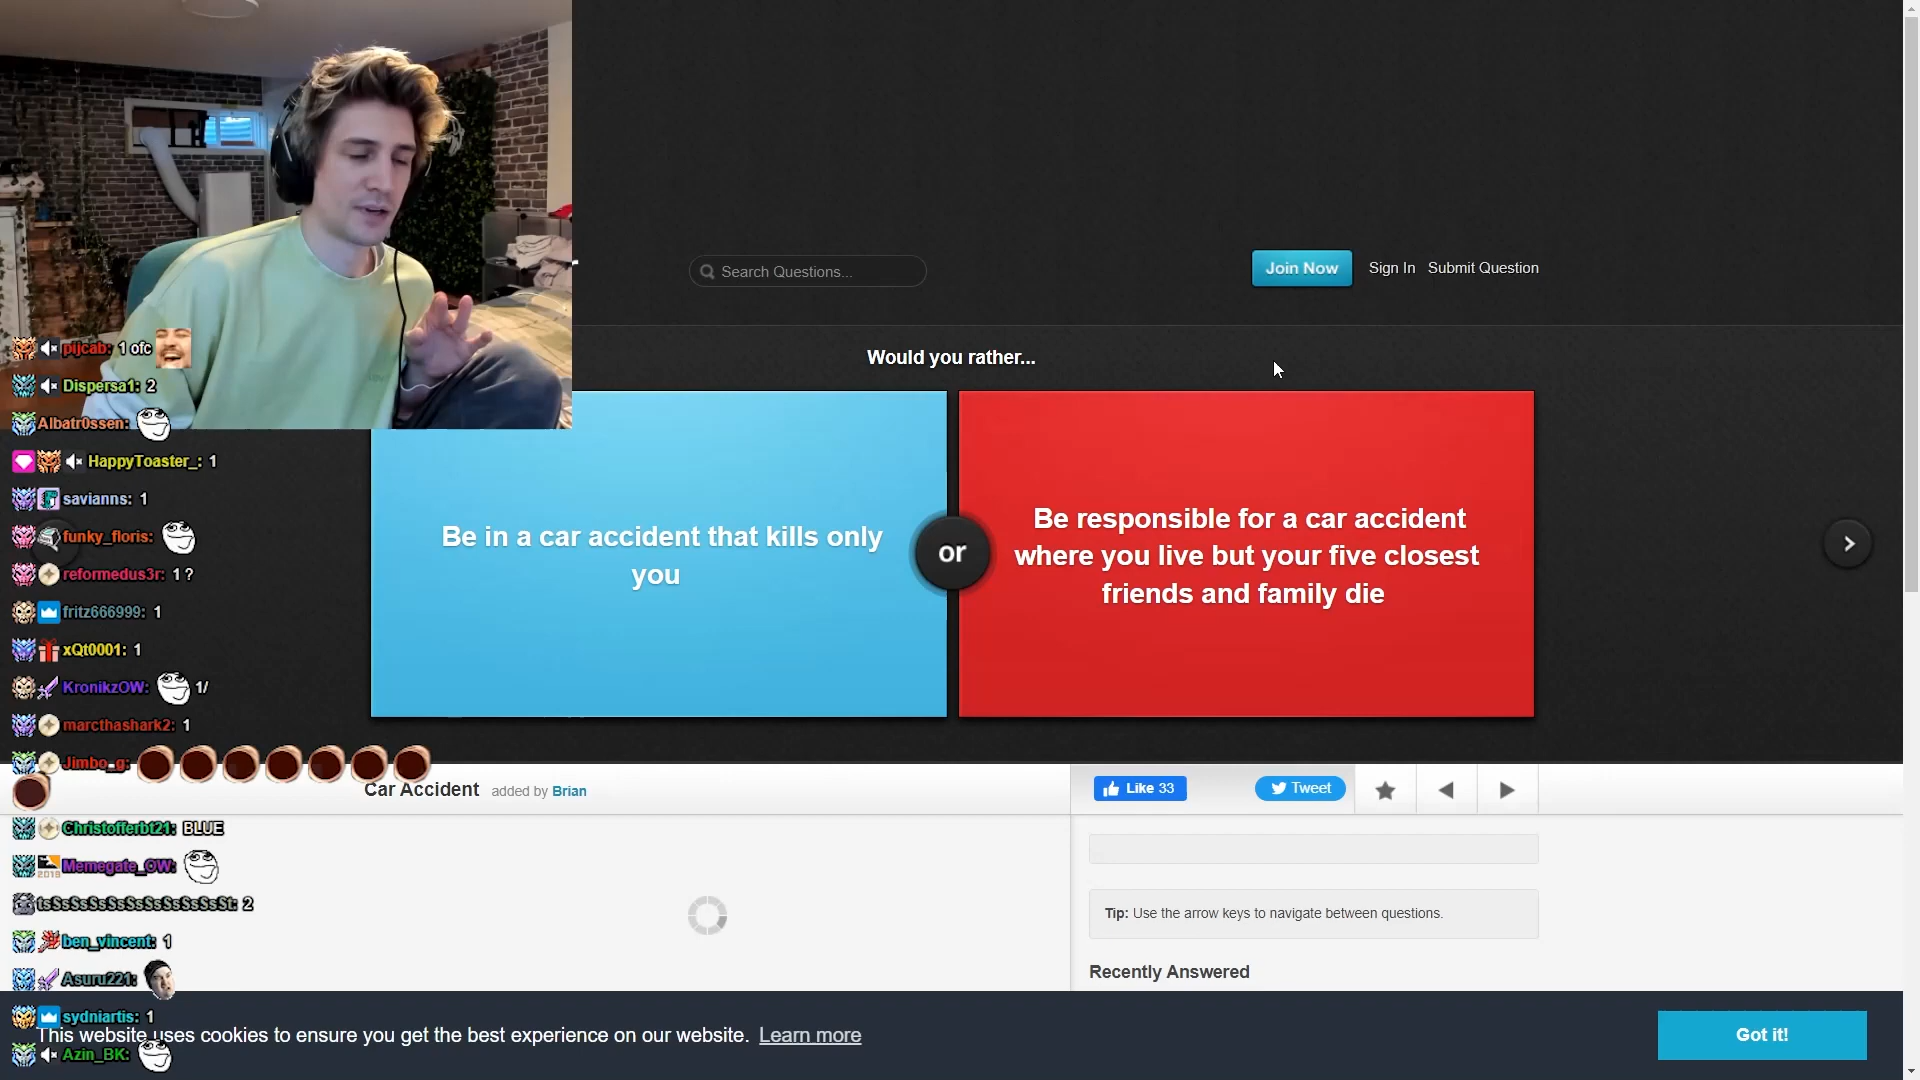 Search Questions...
Join Now
Sign In
Submit Question
Would you rather...
Be in a car accident that kills only
you
or
Be responsible for a car accident
where you live but your five closest
friends and family die
pijcab: 1 ofc
Dispersa1: 2
Albatr0ssen:
HappyToaster_: 1
savianns: 1
funky_floris:
reformedus3r: 1 ?
fritz666999: 1
xQt0001: 1
KronikzOW: 1/
marcthashark2: 1
Jimbo_g:
Christofferbt21: BLUE
Memegate_OW:
2
ben_vincent: 1
Asuru221:
sydniartis: 1
Azin_BK:
Car Accident added by Brian
Like 33
Tweet
Tip: Use the arrow keys to navigate between questions.
Recently Answered
This website uses cookies to ensure you get the best experience on our website. Learn more
Got it!